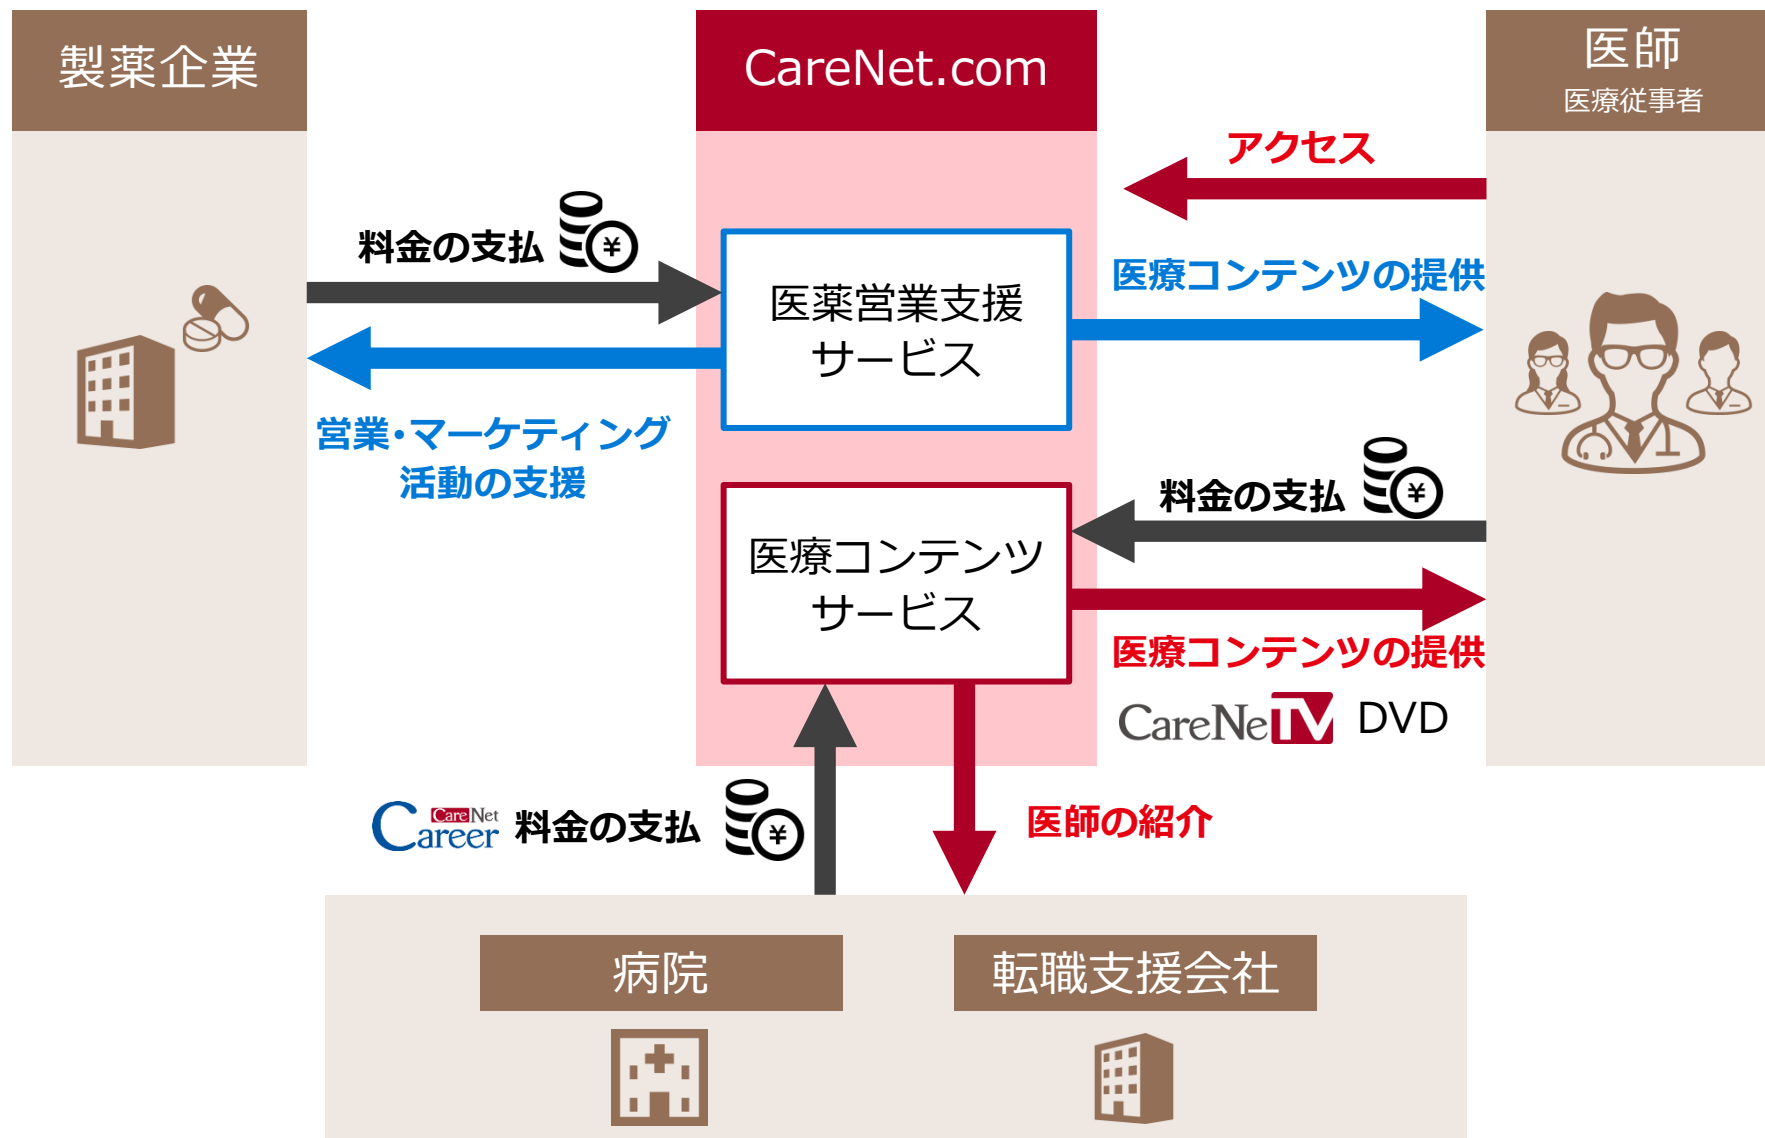 製薬企業
CareNet.com
医師
医療従事者
アクセス
料金の支払
¥
医療コンテンツの提供
医薬営業支援
サービス
営業・マーケティング
活動の支援
料金の支払
¥
医療コンテンツ
サービス
医療コンテンツの提供
CareNeTV DVD
CareNet
Career
料金の支払
¥
医師の紹介
病院
転職支援会社